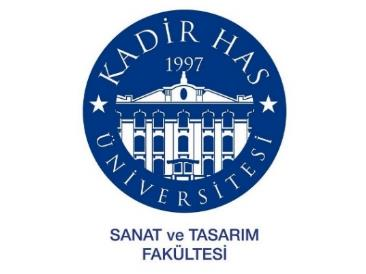 KADİR HAS
1997
ÜNİVERSİTESİ
SANAT ve TASARIM
FAKÜLTESİ